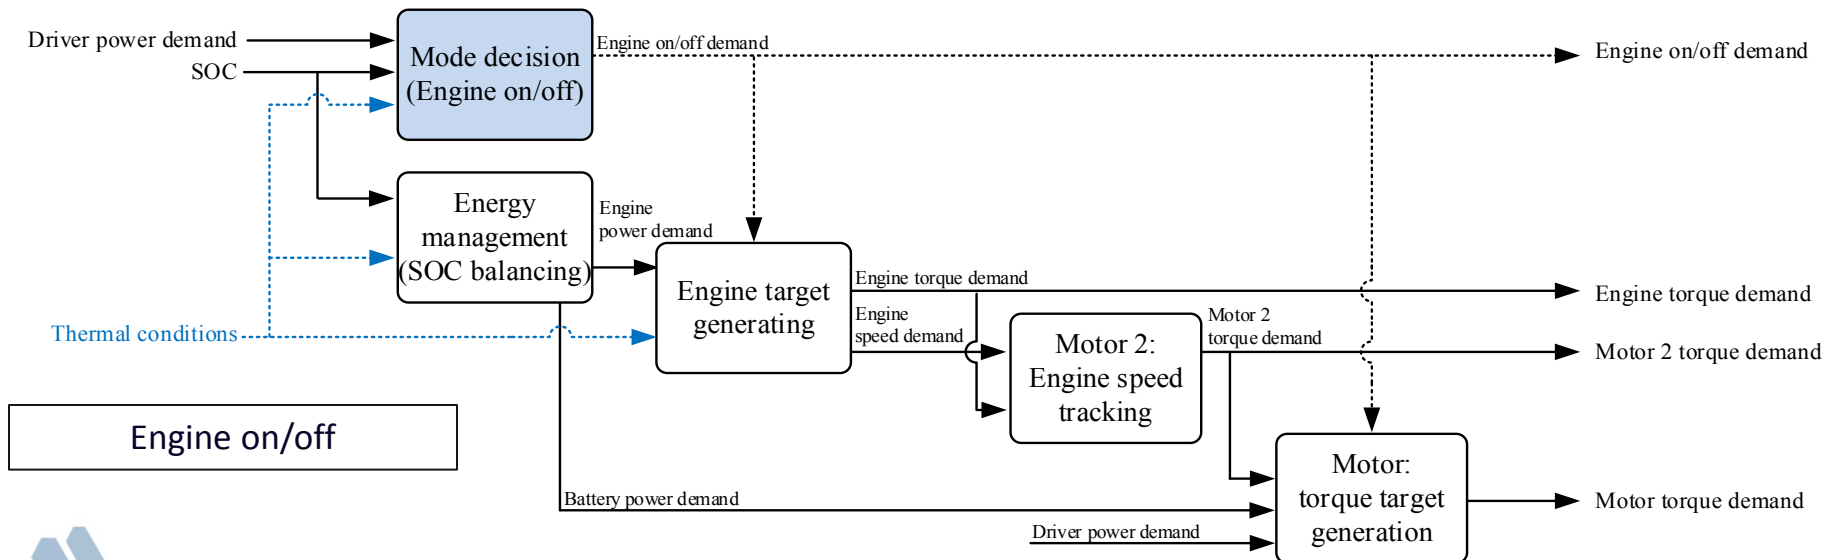 Driver power demand
SOC
Mode decision
(Engine on/off)
Engine on/off demand
Engine on/off demand
Energy
management
(SOC balancing)
Engine
power demand
Thermal conditions
Engine target
generating
Engine torque demand
Engine torque demand
Engine
speed demand
Motor 2:
Engine speed
tracking
Motor 2
torque demand
Motor 2 torque demand
Engine on/off
Battery power demand
Driver power demand
Motor:
torque target
generation
Motor torque demand